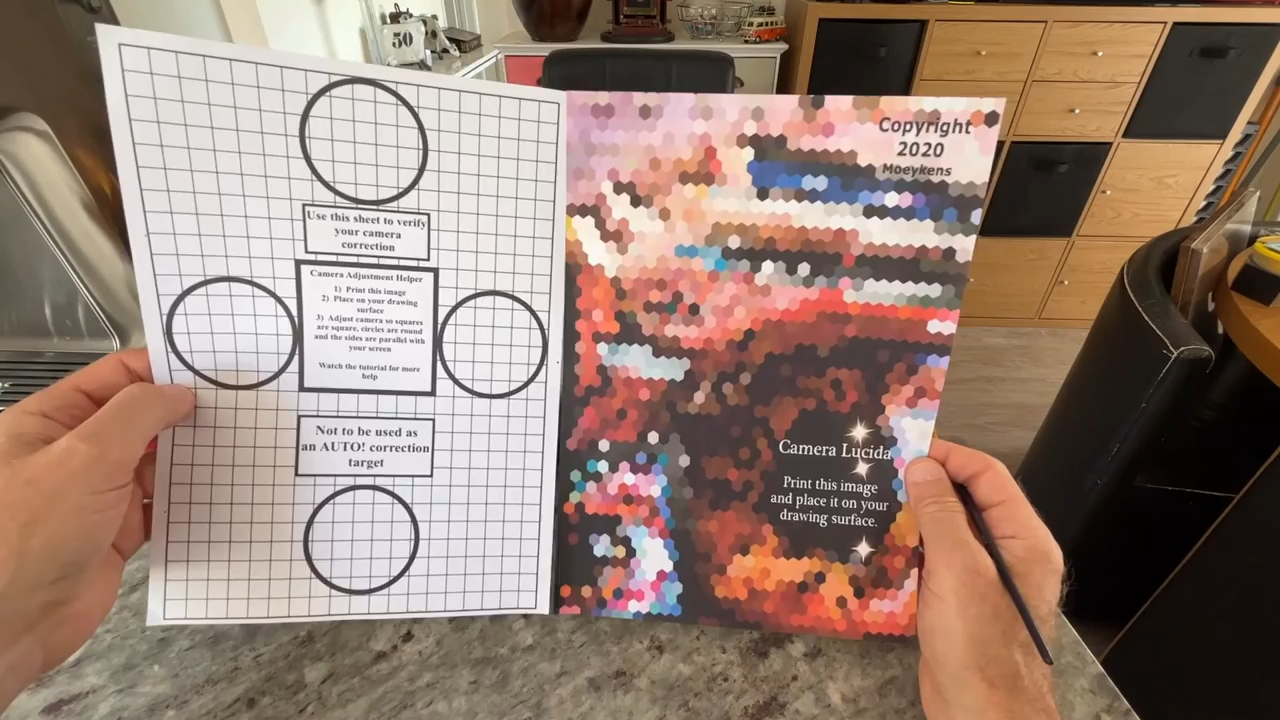 50
Use this sheet to verify
your camera
correction
Camera Adjustment Helper
1) Print this image
2) Place on your drawing
surface
3) Adjust camera so squares
are square, circles are round
and the sides are parallel with
your screen
Watch the tutorial for more
help
Not to be used as
an AUTO! correction
target
Copyright
2020
Moeykens
Camera Lucida
Print this image
and place it on your
drawing surface.